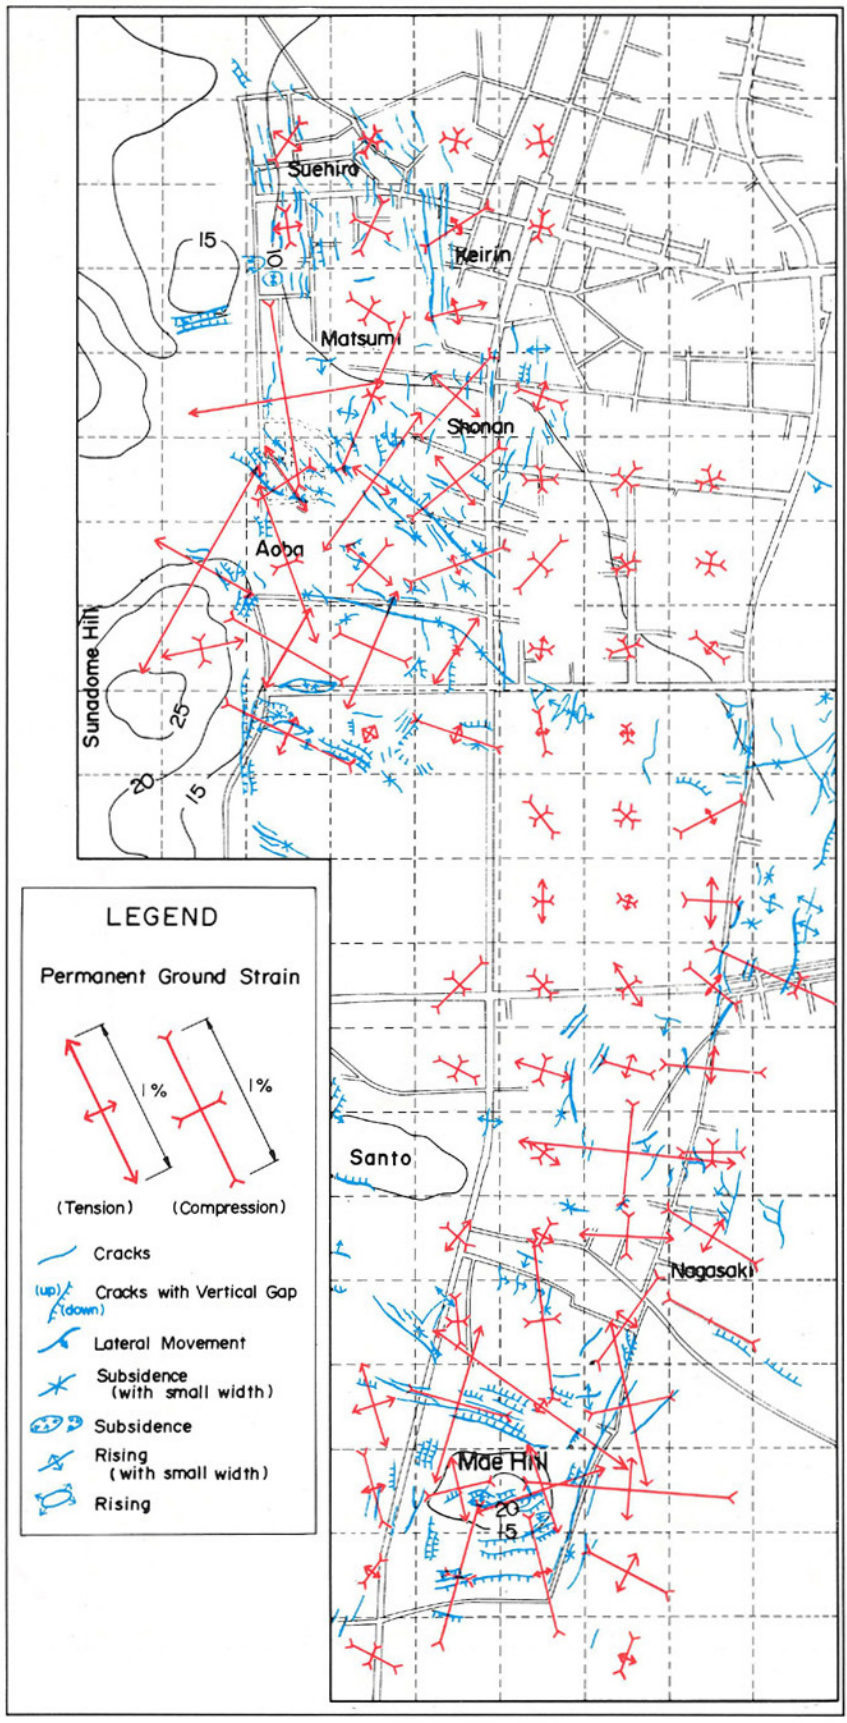 Suehiro
15
10
Keirin
Matsumi
Shonan
Aoba
Sunadome Hill
25
20
15
LEGEND
Permanent Ground Strain
1%
1%
(Tension)
(Compression)
Cracks
(up)
(down)
Cracks with Vertical Gap
Lateral Movement
Subsidence
(with small width)
Subsidence
Rising
(with small width)
Rising
Santo
Nagasaki
Mae Hill
20
15